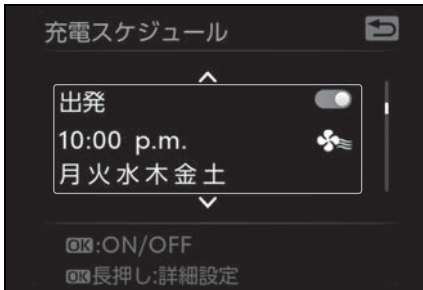 充電スケジュール
出発
10:00 p.m.
月火水木金土
OK:ON/OFF
OK長押し:詳細設定